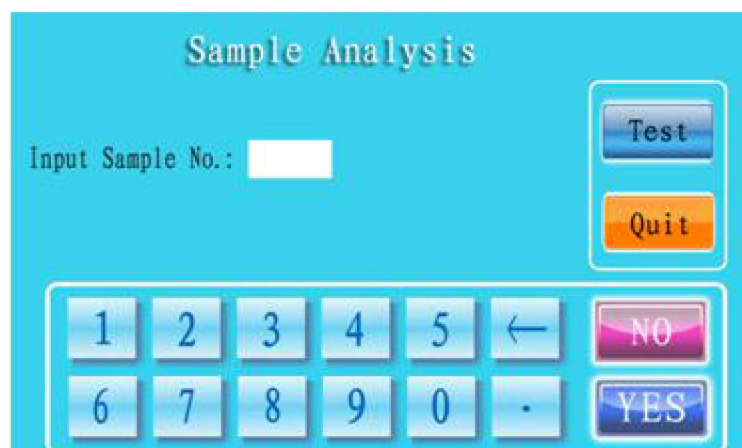 Sample Analysis
Input Sample No.:
Test
Quit
1 2 3 4 5 ← NO
6 7 8 9 0 . YES